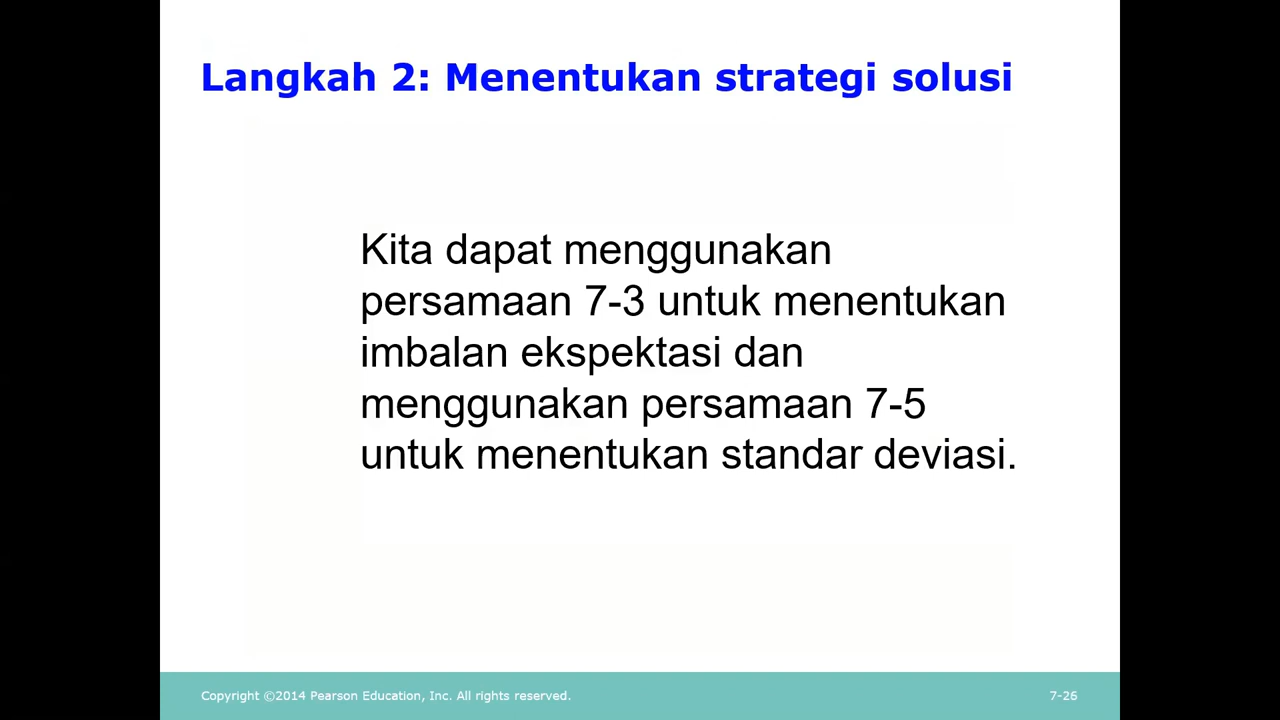 Langkah 2: Menentukan strategi solusi
Kita dapat menggunakan
persamaan 7-3 untuk menentukan
imbalan ekspektasi dan
menggunakan persamaan 7-5
untuk menentukan standar deviasi.
Copyright ©2014 Pearson Education, Inc. All rights reserved.
7-26